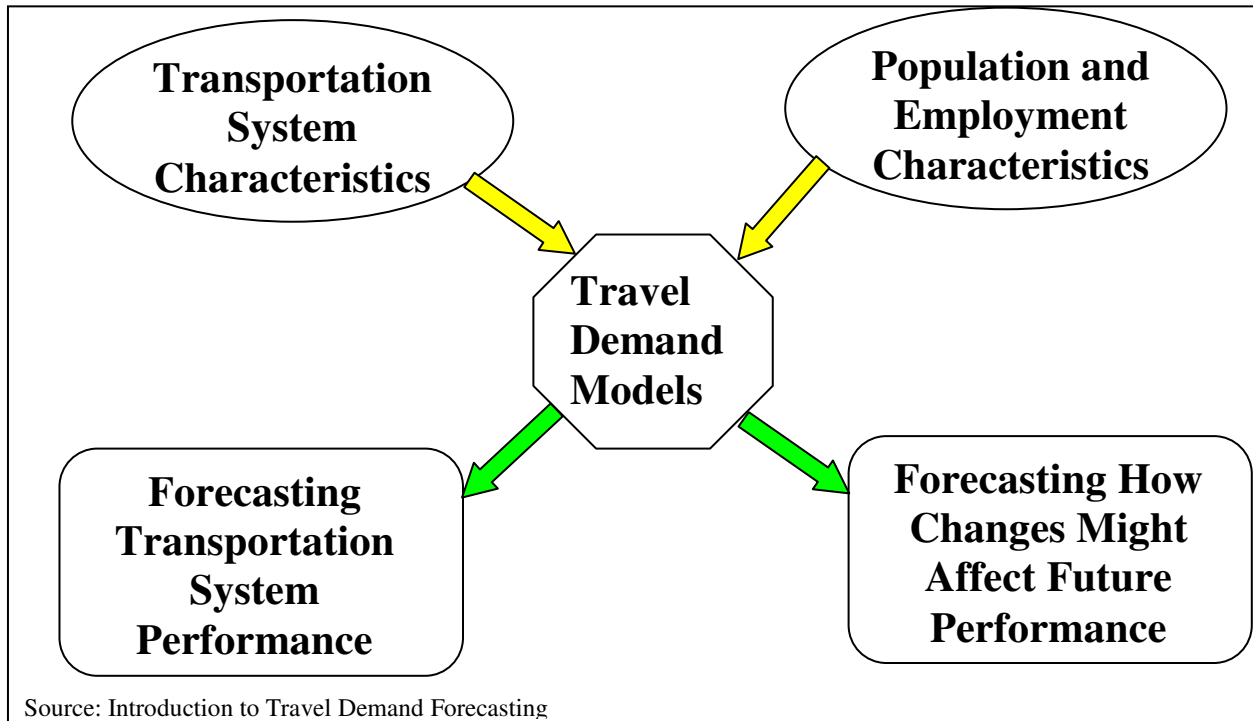 Transportation
System
Characteristics
Population and
Employment
Characteristics
Travel
Demand
Models
Forecasting
Transportation
System
Performance
Forecasting How
Changes Might
Affect Future
Performance
Source: Introduction to Travel Demand Forecasting